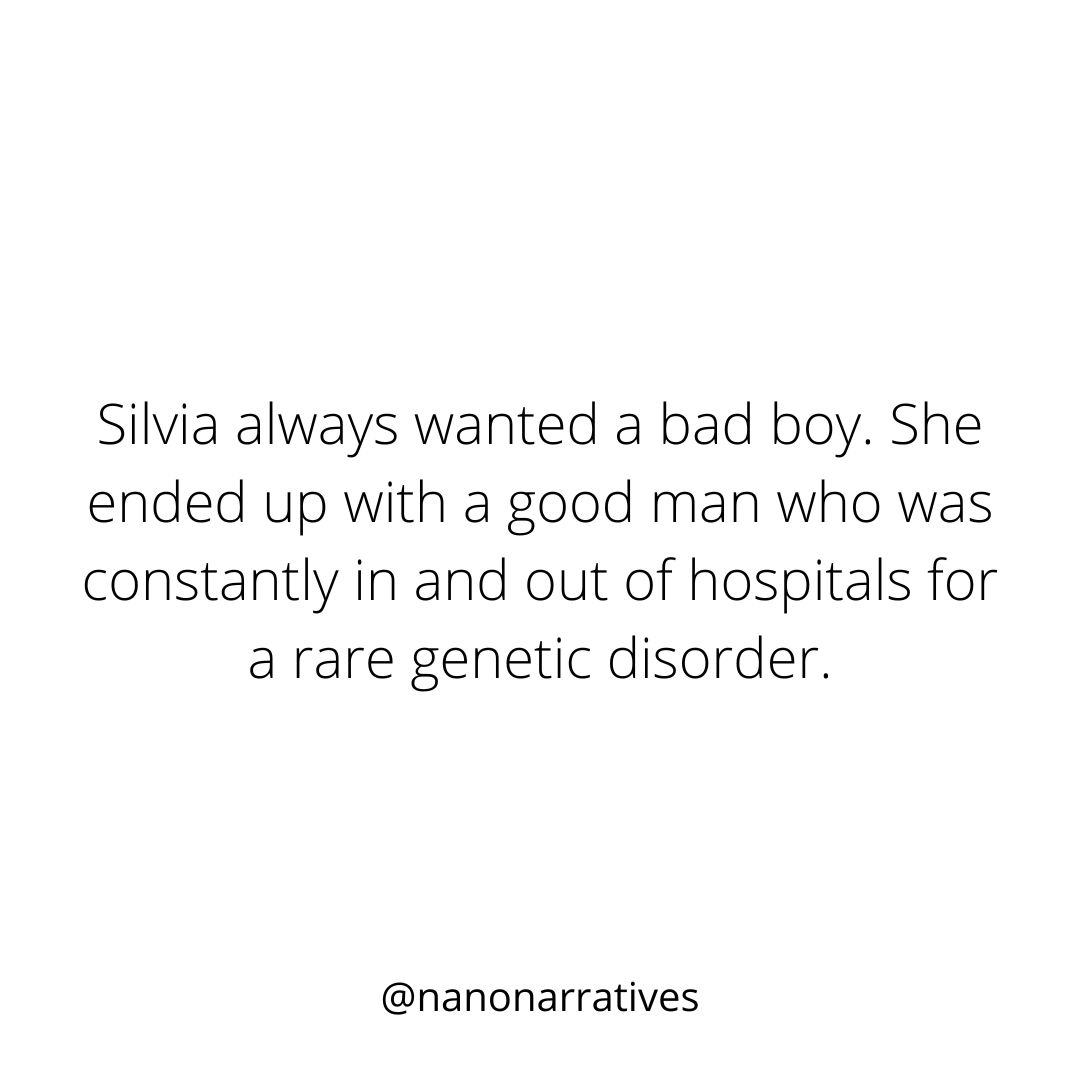 Silvia always wanted a bad boy. She
ended up with a good man who was
constantly in and out of hospitals for
a rare genetic disorder.
@nanonarratives